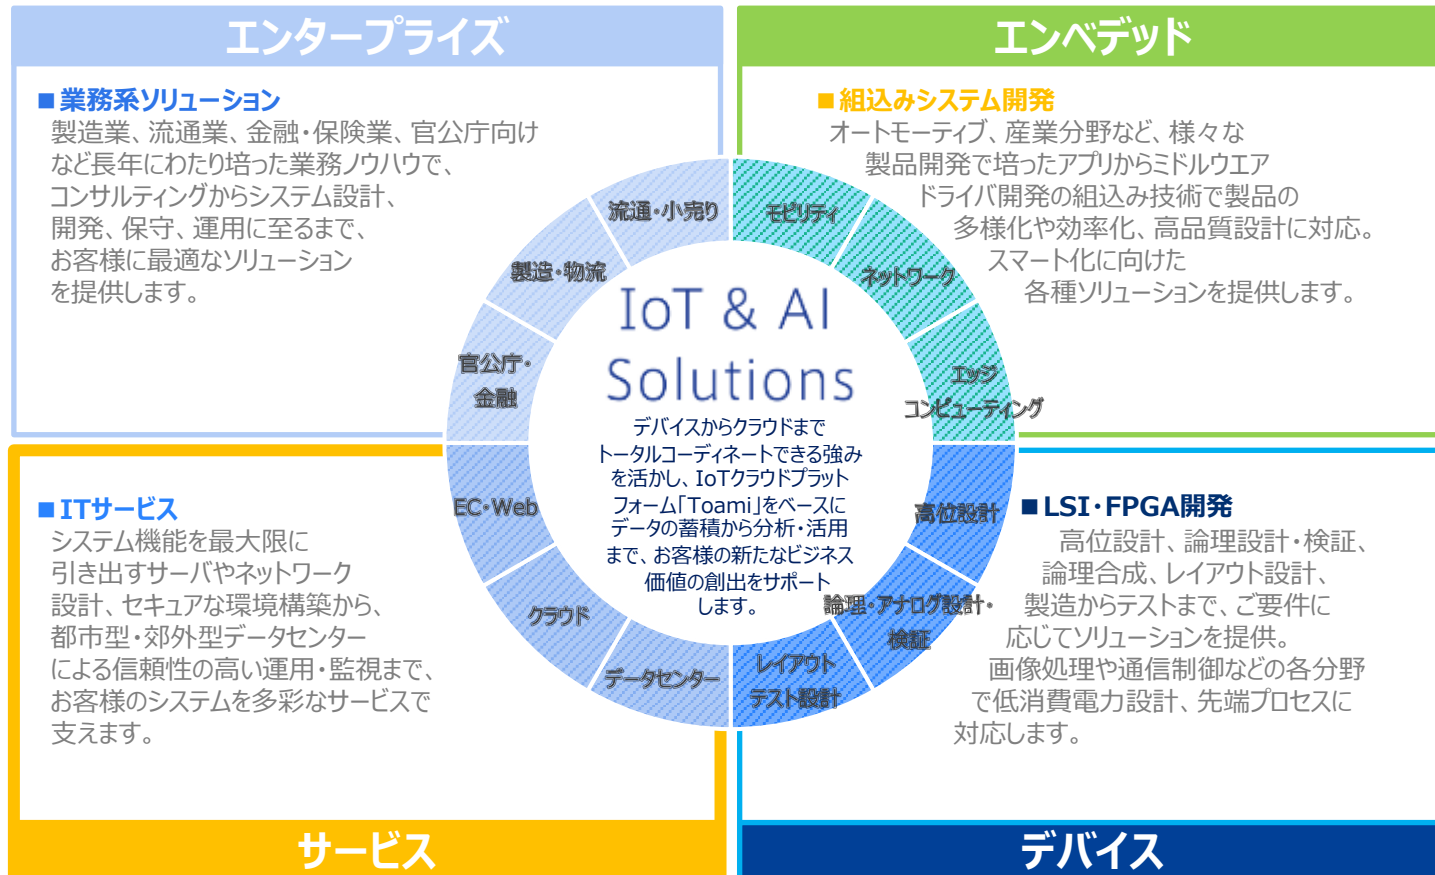 エンタープライズ
■業務系ソリューション
製造業、流通業、金融・保険業、官公庁向け
など長年にわたり培った業務ノウハウで、
コンサルティングからシステム設計、
開発、保守、運用に至るまで、
お客様に最適なソリューション
を提供します。
エンベデッド
■組込みシステム開発
オートモーティブ、産業分野など、様々な
製品開発で培ったアプリからミドルウエア
ドライバ開発の組込み技術で製品の
多様化や効率化、高品質設計に対応。
スマート化に向けた
各種ソリューションを提供します。
流通・小売り
製造・物流
官公庁・
金融
モビリティ
ネットワーク
エッジ
コンピューティング
IoT & AI
Solutions
デバイスからクラウドまで
トータルコーディネートできる強み
を活かし、IoTクラウドプラット
フォーム「Toami」をベースに
データの蓄積から分析・活用
まで、お客様の新たなビジネス
価値の創出をサポート
します。
EC・Web
クラウド
データセンター
高位設計
論理・アナログ設計・
検証
レイアウト
テスト設計
■ITサービス
システム機能を最大限に
引き出すサーバやネットワーク
設計、セキュアな環境構築から、
都市型・郊外型データセンター
による信頼性の高い運用・監視まで、
お客様のシステムを多彩なサービスで
支えます。
サービス
■LSI・FPGA開発
高位設計、論理設計・検証、
論理合成、レイアウト設計、
製造からテストまで、ご要件に
応じてソリューションを提供。
画像処理や通信制御などの各分野
で低消費電力設計、先端プロセスに
対応します。
デバイス